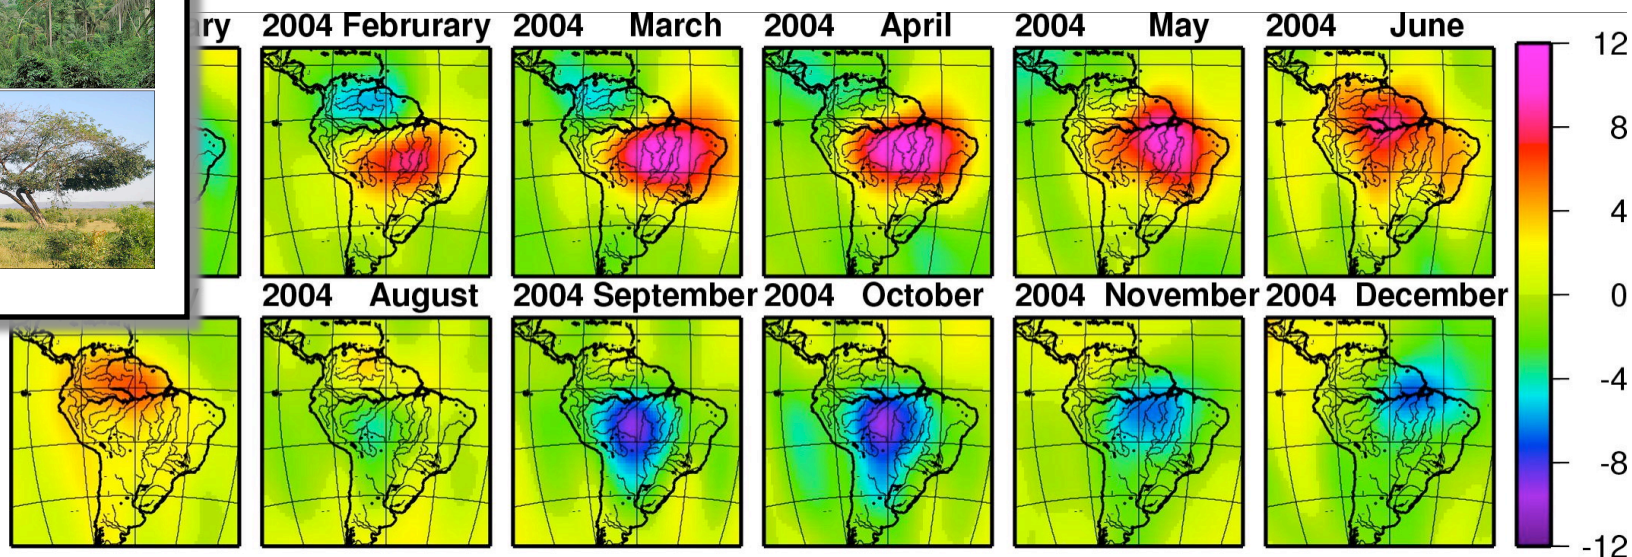 2004 Februrary
2004 March
2004 April
2004 May
2004 June
2004 August
2004 September
2004 October
2004 November
2004 December
12
8
4
0
-4
-8
-12